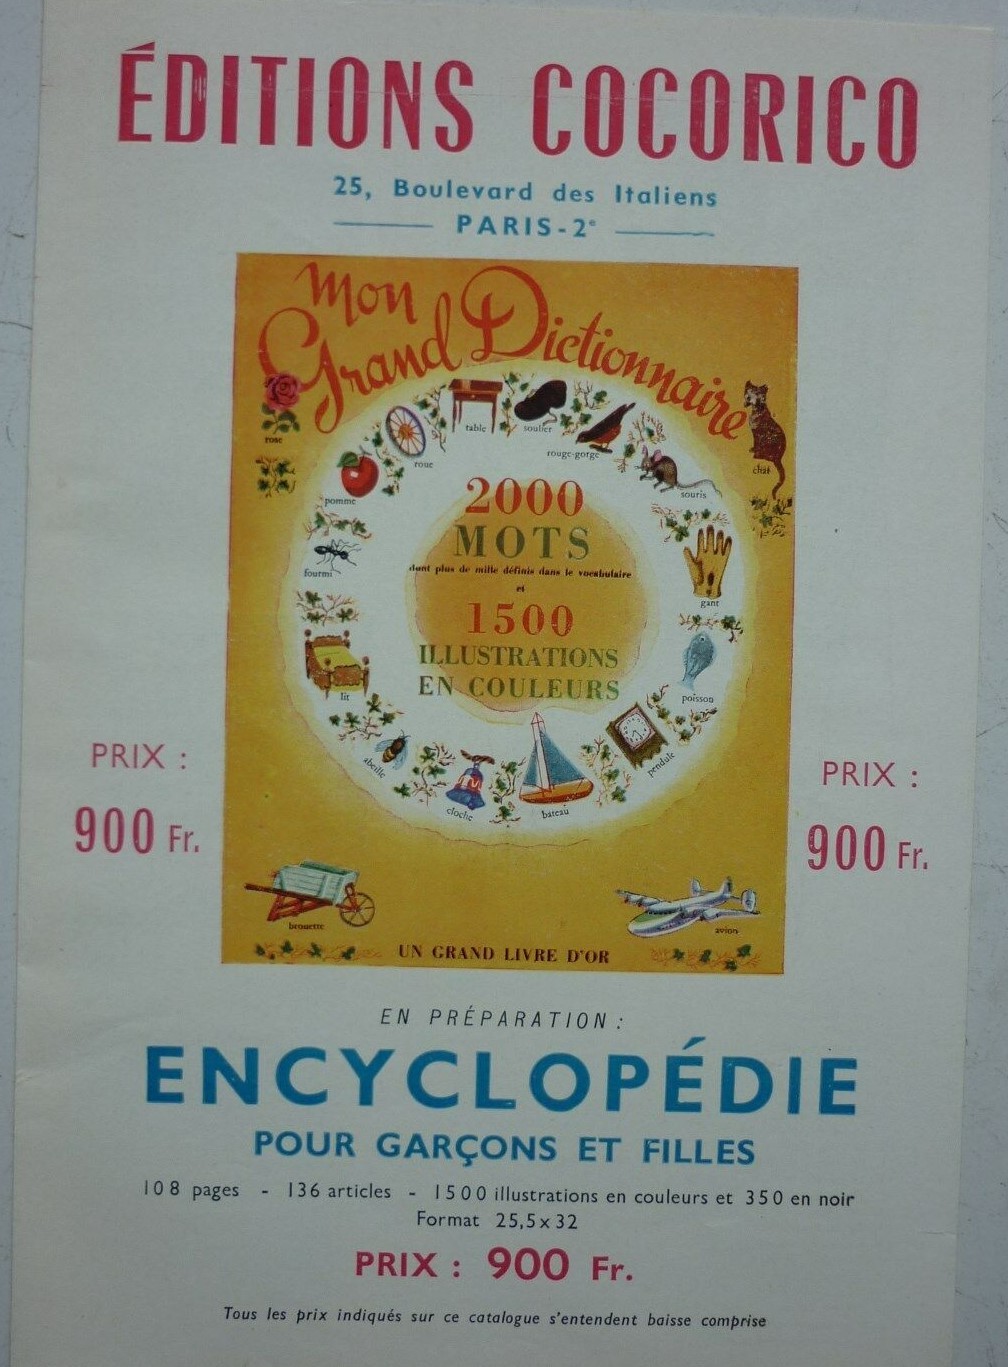 ÉDITIONS COCORICO
25, Boulevard des Italiens
PARIS-2e
Mon
Grand Dictionnaire
rose
roue
table
soulier
rouge-gorge
souris
chat
pomme
fourmi
lit
abeille
cloche
bateau
pendule
poisson
gant
2000
MOTS
dont plus de mille définis dans le vocabulaire
et
1500
ILLUSTRATIONS
EN COULEURS
brouette
avion
UN GRAND LIVRE D'OR
PRIX :
900 Fr.
PRIX :
900 Fr.
EN PRÉPARATION :
ENCYCLOPÉDIE
POUR GARÇONS ET FILLES
108 pages - 136 articles - 1500 illustrations en couleurs et 350 en noir
Format 25,5 x 32
PRIX : 900 Fr.
Tous les prix indiqués sur ce catalogue s'entendent baisse comprise